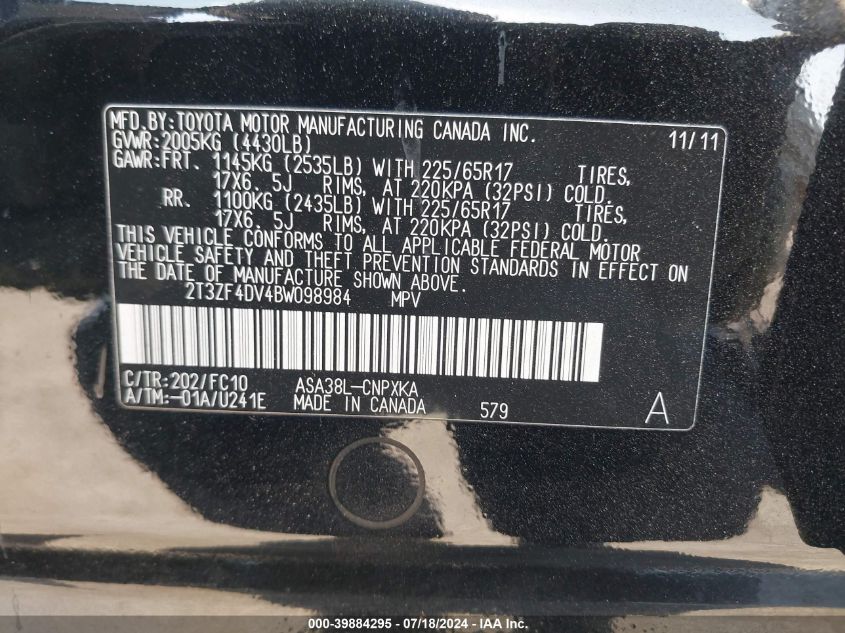 MFD.BY:TOYOTA MOTOR MANUFACTURING CANADA INC. 11/11
GVWR:2005KG (4430LB)
GAWR:FRT. 1145KG (2535LB) WITH 225/65R17 TIRES,
17X6. 5J RIMS, AT 220KPA (32PSI) COLD.
RR. 1100KG (2435LB) WITH 225/65R17 TIRES,
17X6. 5J RIMS, AT 220KPA (32PSI) COLD.
THIS VEHICLE CONFORMS TO ALL APPLICABLE FEDERAL MOTOR
VEHICLE SAFETY AND THEFT PREVENTION STANDARDS IN EFFECT ON
THE DATE OF MANUFACTURE SHOWN ABOVE.
2T3ZF4DV4BW098984 MPV
C/TR:202/FC10 ASA38L-CNPXKA
A/TM:-01A/U241E MADE IN CANADA 579 A
000-39884295 - 07/18/2024 - IAA Inc.